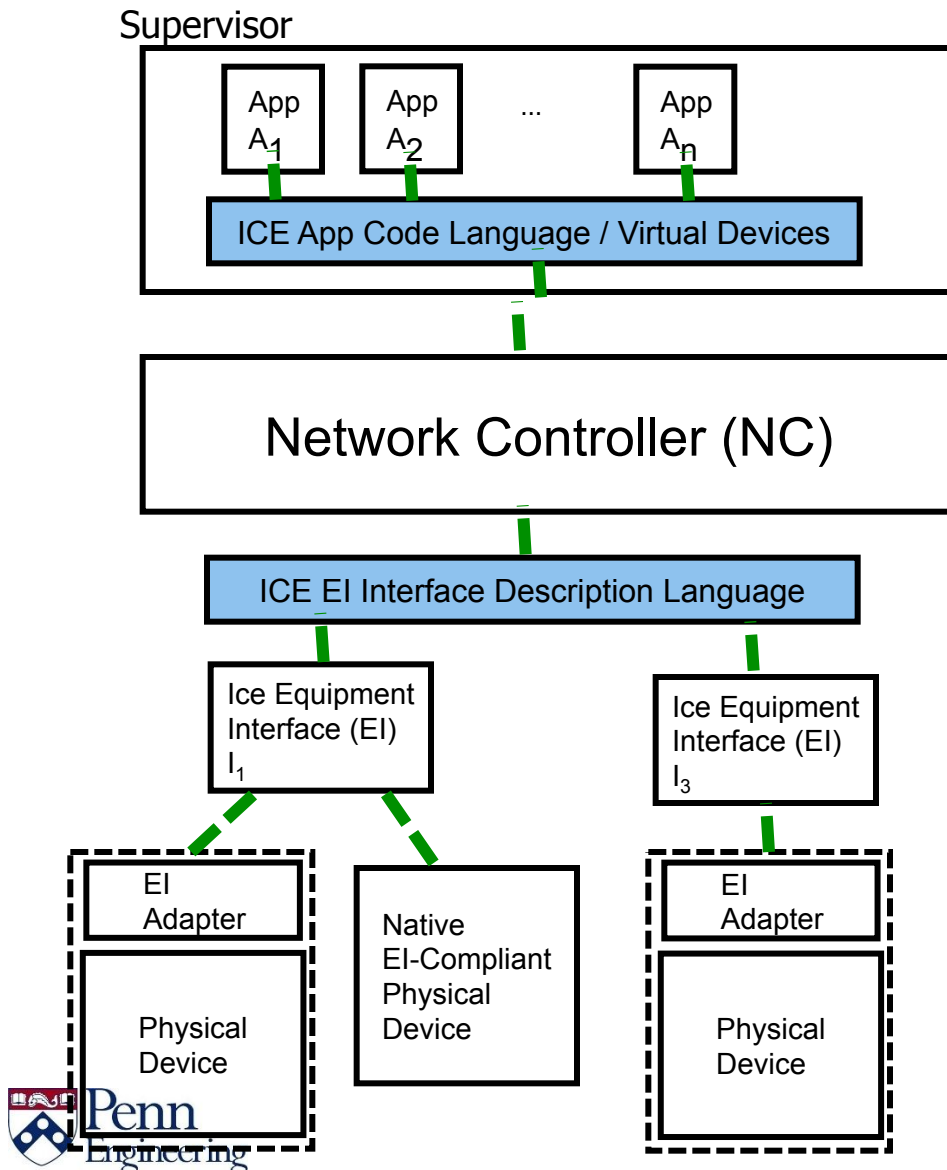 Supervisor
App
A1
App
A2
...
App
An
ICE App Code Language / Virtual Devices
Network Controller (NC)
ICE EI Interface Description Language
Ice Equipment
Interface (EI)
I1
Ice Equipment
Interface (EI)
I3
EI
Adapter
Physical
Device
Native
EI-Compliant
Physical
Device
EI
Adapter
Physical
Device
Penn
Engineering